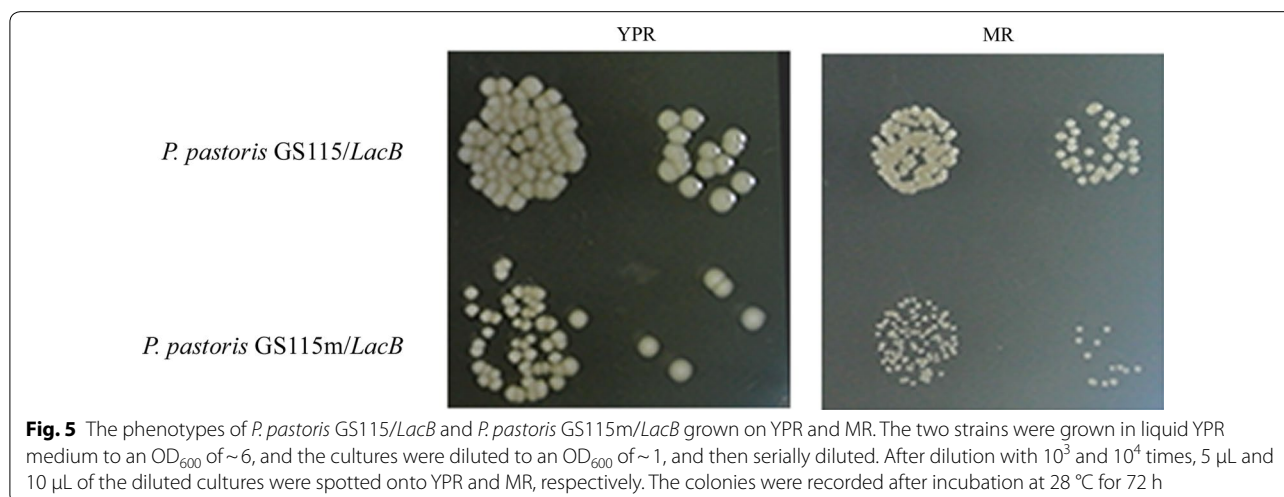 YPR
MR
P. pastoris GS115/LacB
P. pastoris GS115m/LacB
Fig. 5 The phenotypes of P. pastoris GS115/LacB and P. pastoris GS115m/LacB grown on YPR and MR. The two strains were grown in liquid YPR
medium to an OD600 of ~ 6, and the cultures were diluted to an OD600 of ~ 1, and then serially diluted. After dilution with 10³ and 10⁴ times, 5 μL and
10 μL of the diluted cultures were spotted onto YPR and MR, respectively. The colonies were recorded after incubation at 28 °C for 72 h